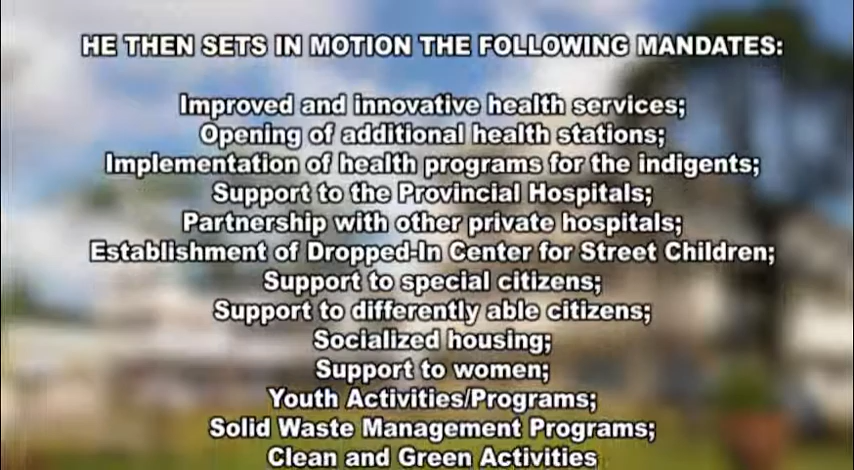 HE THEN SETS IN MOTION THE FOLLOWING MANDATES:
Improved and innovative health services;
Opening of additional health stations;
Implementation of health programs for the indigents;
Support to the Provincial Hospitals;
Partnership with other private hospitals;
Establishment of Dropped-In Center for Street Children;
Support to special citizens;
Support to differently able citizens;
Socialized housing;
Support to women;
Youth Activities/Programs;
Solid Waste Management Programs;
Clean and Green Activities